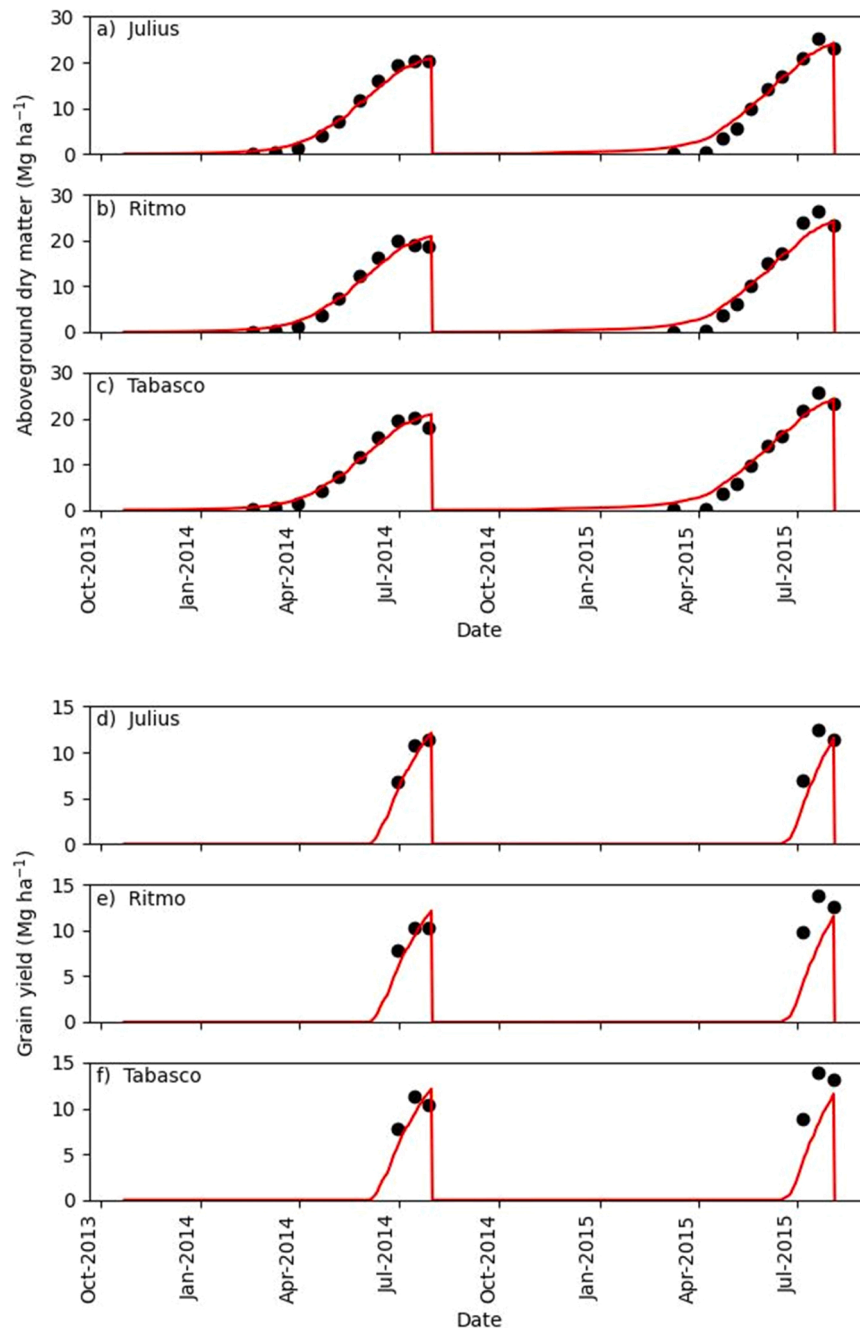 a) Julius
30
20
10
0
b) Ritmo
30
20
10
0
c) Tabasco
30
20
10
0
Aboveground dry matter (Mg ha⁻¹)
Oct-2013
Jan-2014
Apr-2014
Jul-2014
Oct-2014
Jan-2015
Apr-2015
Jul-2015
Date
d) Julius
15
10
5
0
e) Ritmo
15
10
5
0
f) Tabasco
15
10
5
0
Grain yield (Mg ha⁻¹)
Oct-2013
Jan-2014
Apr-2014
Jul-2014
Oct-2014
Jan-2015
Apr-2015
Jul-2015
Date